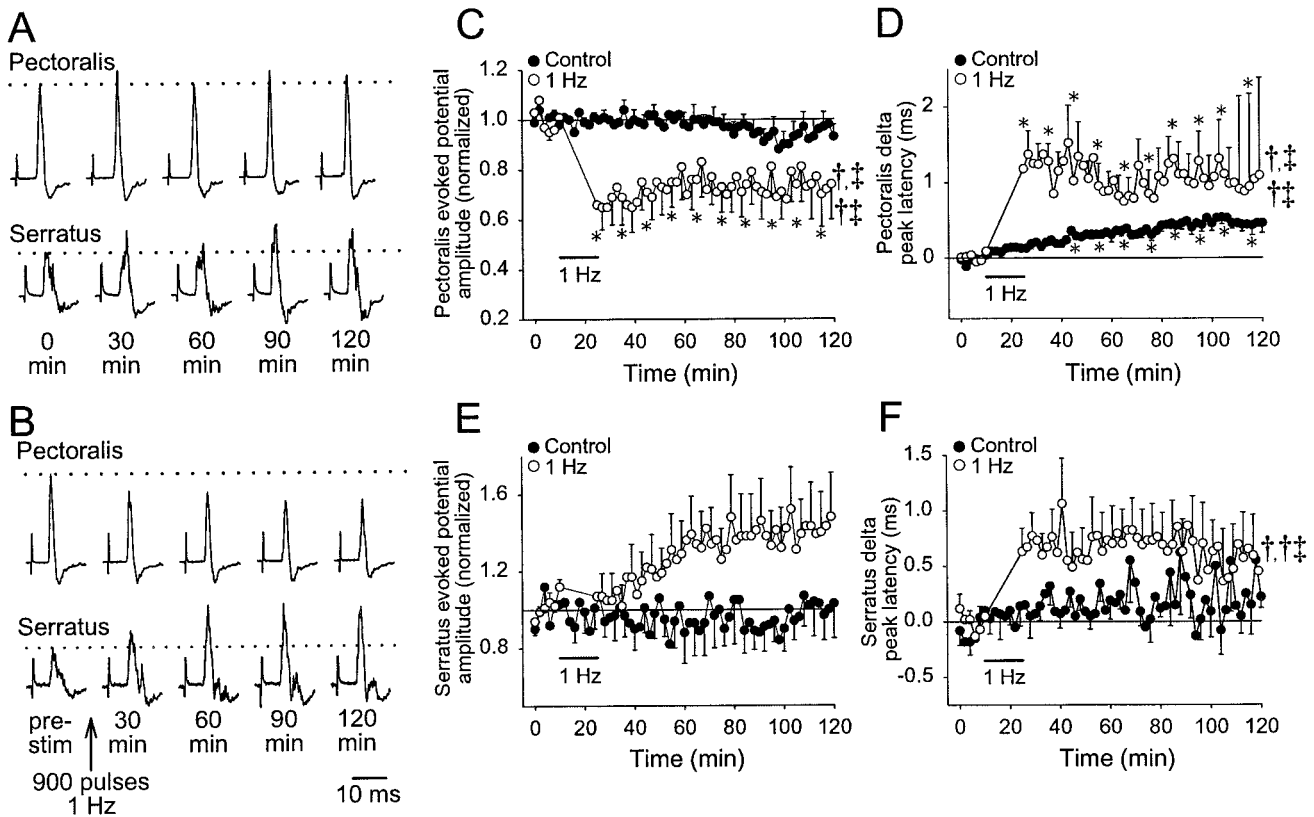 A
Pectoralis
Serratus
0 min
30 min
60 min
90 min
120 min
B
Pectoralis
Serratus
pre-stim
30 min
60 min
90 min
120 min
900 pulses
1 Hz
10 ms
C
● Control
○ 1 Hz
Pectoralis evoked potential
amplitude (normalized)
1.2
1.0
0.8
0.6
0.4
0.2
†,‡
†‡
* * * * * * * * * *
1 Hz
0 20 40 60 80 100 120
Time (min)
D
● Control
○ 1 Hz
Pectoralis delta
peak latency (ms)
2
1
0
* * * * * * * * * *
†,‡
‡‡
* * * * * * * *
1 Hz
0 20 40 60 80 100 120
Time (min)
E
● Control
○ 1 Hz
Serratus evoked potential
amplitude (normalized)
1.6
1.2
0.8
1 Hz
0 20 40 60 80 100 120
Time (min)
F
● Control
○ 1 Hz
Serratus delta
peak latency (ms)
1.5
1.0
0.5
0.0
-0.5
†,†‡
1 Hz
0 20 40 60 80 100 120
Time (min)